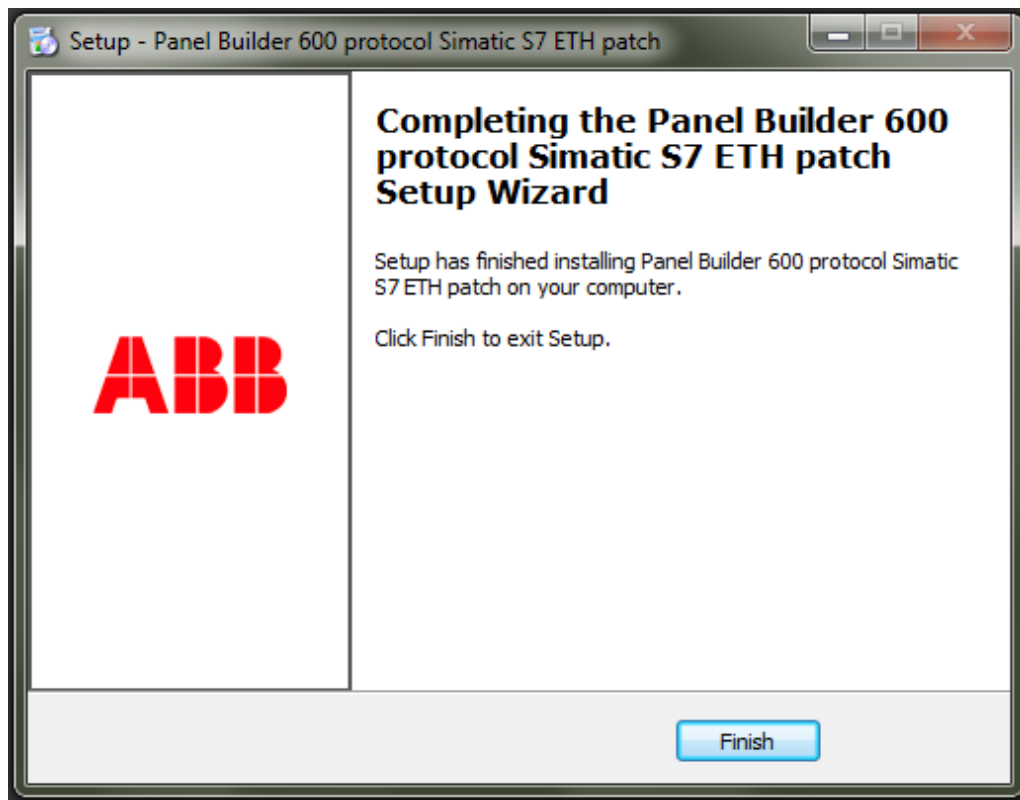 Setup - Panel Builder 600 protocol Simatic S7 ETH patch
Completing the Panel Builder 600
protocol Simatic S7 ETH patch
Setup Wizard
Setup has finished installing Panel Builder 600 protocol Simatic
S7 ETH patch on your computer.
Click Finish to exit Setup.
ABB
Finish